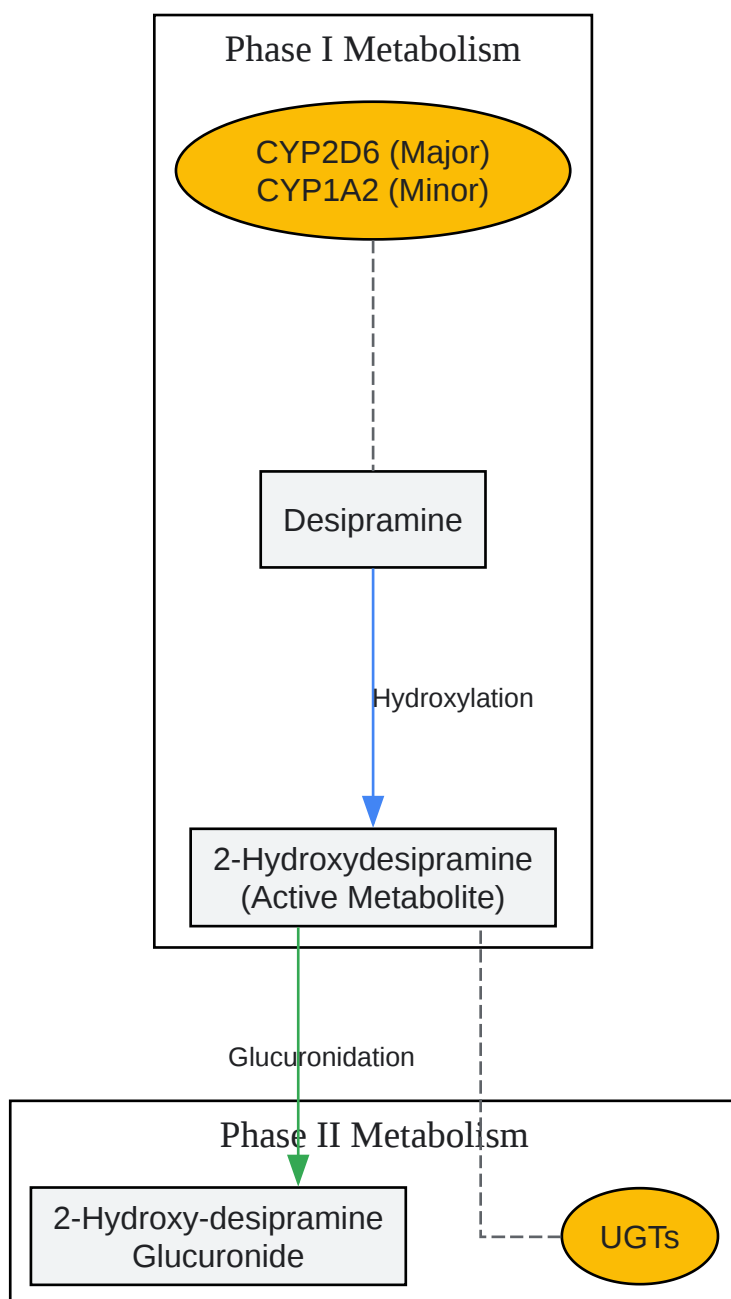 Phase I Metabolism
CYP2D6 (Major)
CYP1A2 (Minor)
Desipramine
Hydroxylation
2-Hydroxydesipramine
(Active Metabolite)
Glucuronidation
Phase II Metabolism
2-Hydroxy-desipramine
Glucuronide
UGTs